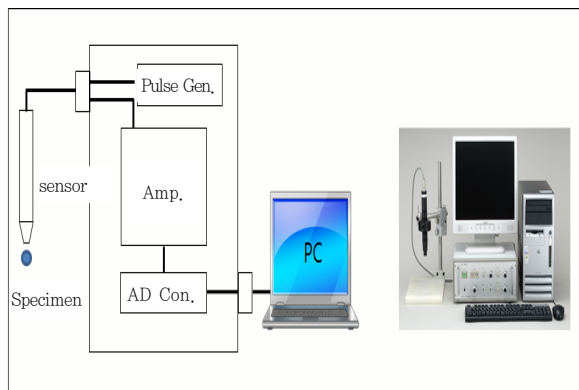 Pulse Gen.
sensor
Amp.
PC
AD Con.
Specimen